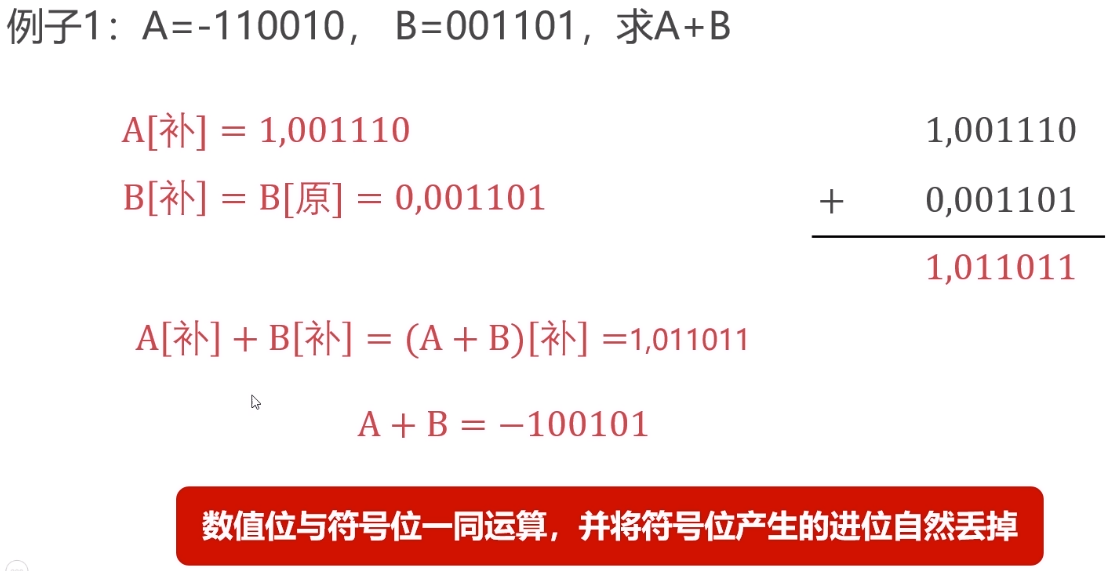 例子1：A=-110010， B=001101，求A+B
A[补] = 1,001110
B[补] = B[原] = 0,001101
1,001110
+ 0,001101
1,011011
A[补] + B[补] = (A + B)[补] =1,011011
A + B = −100101
数值位与符号位一同运算，并将符号位产生的进位自然丢掉